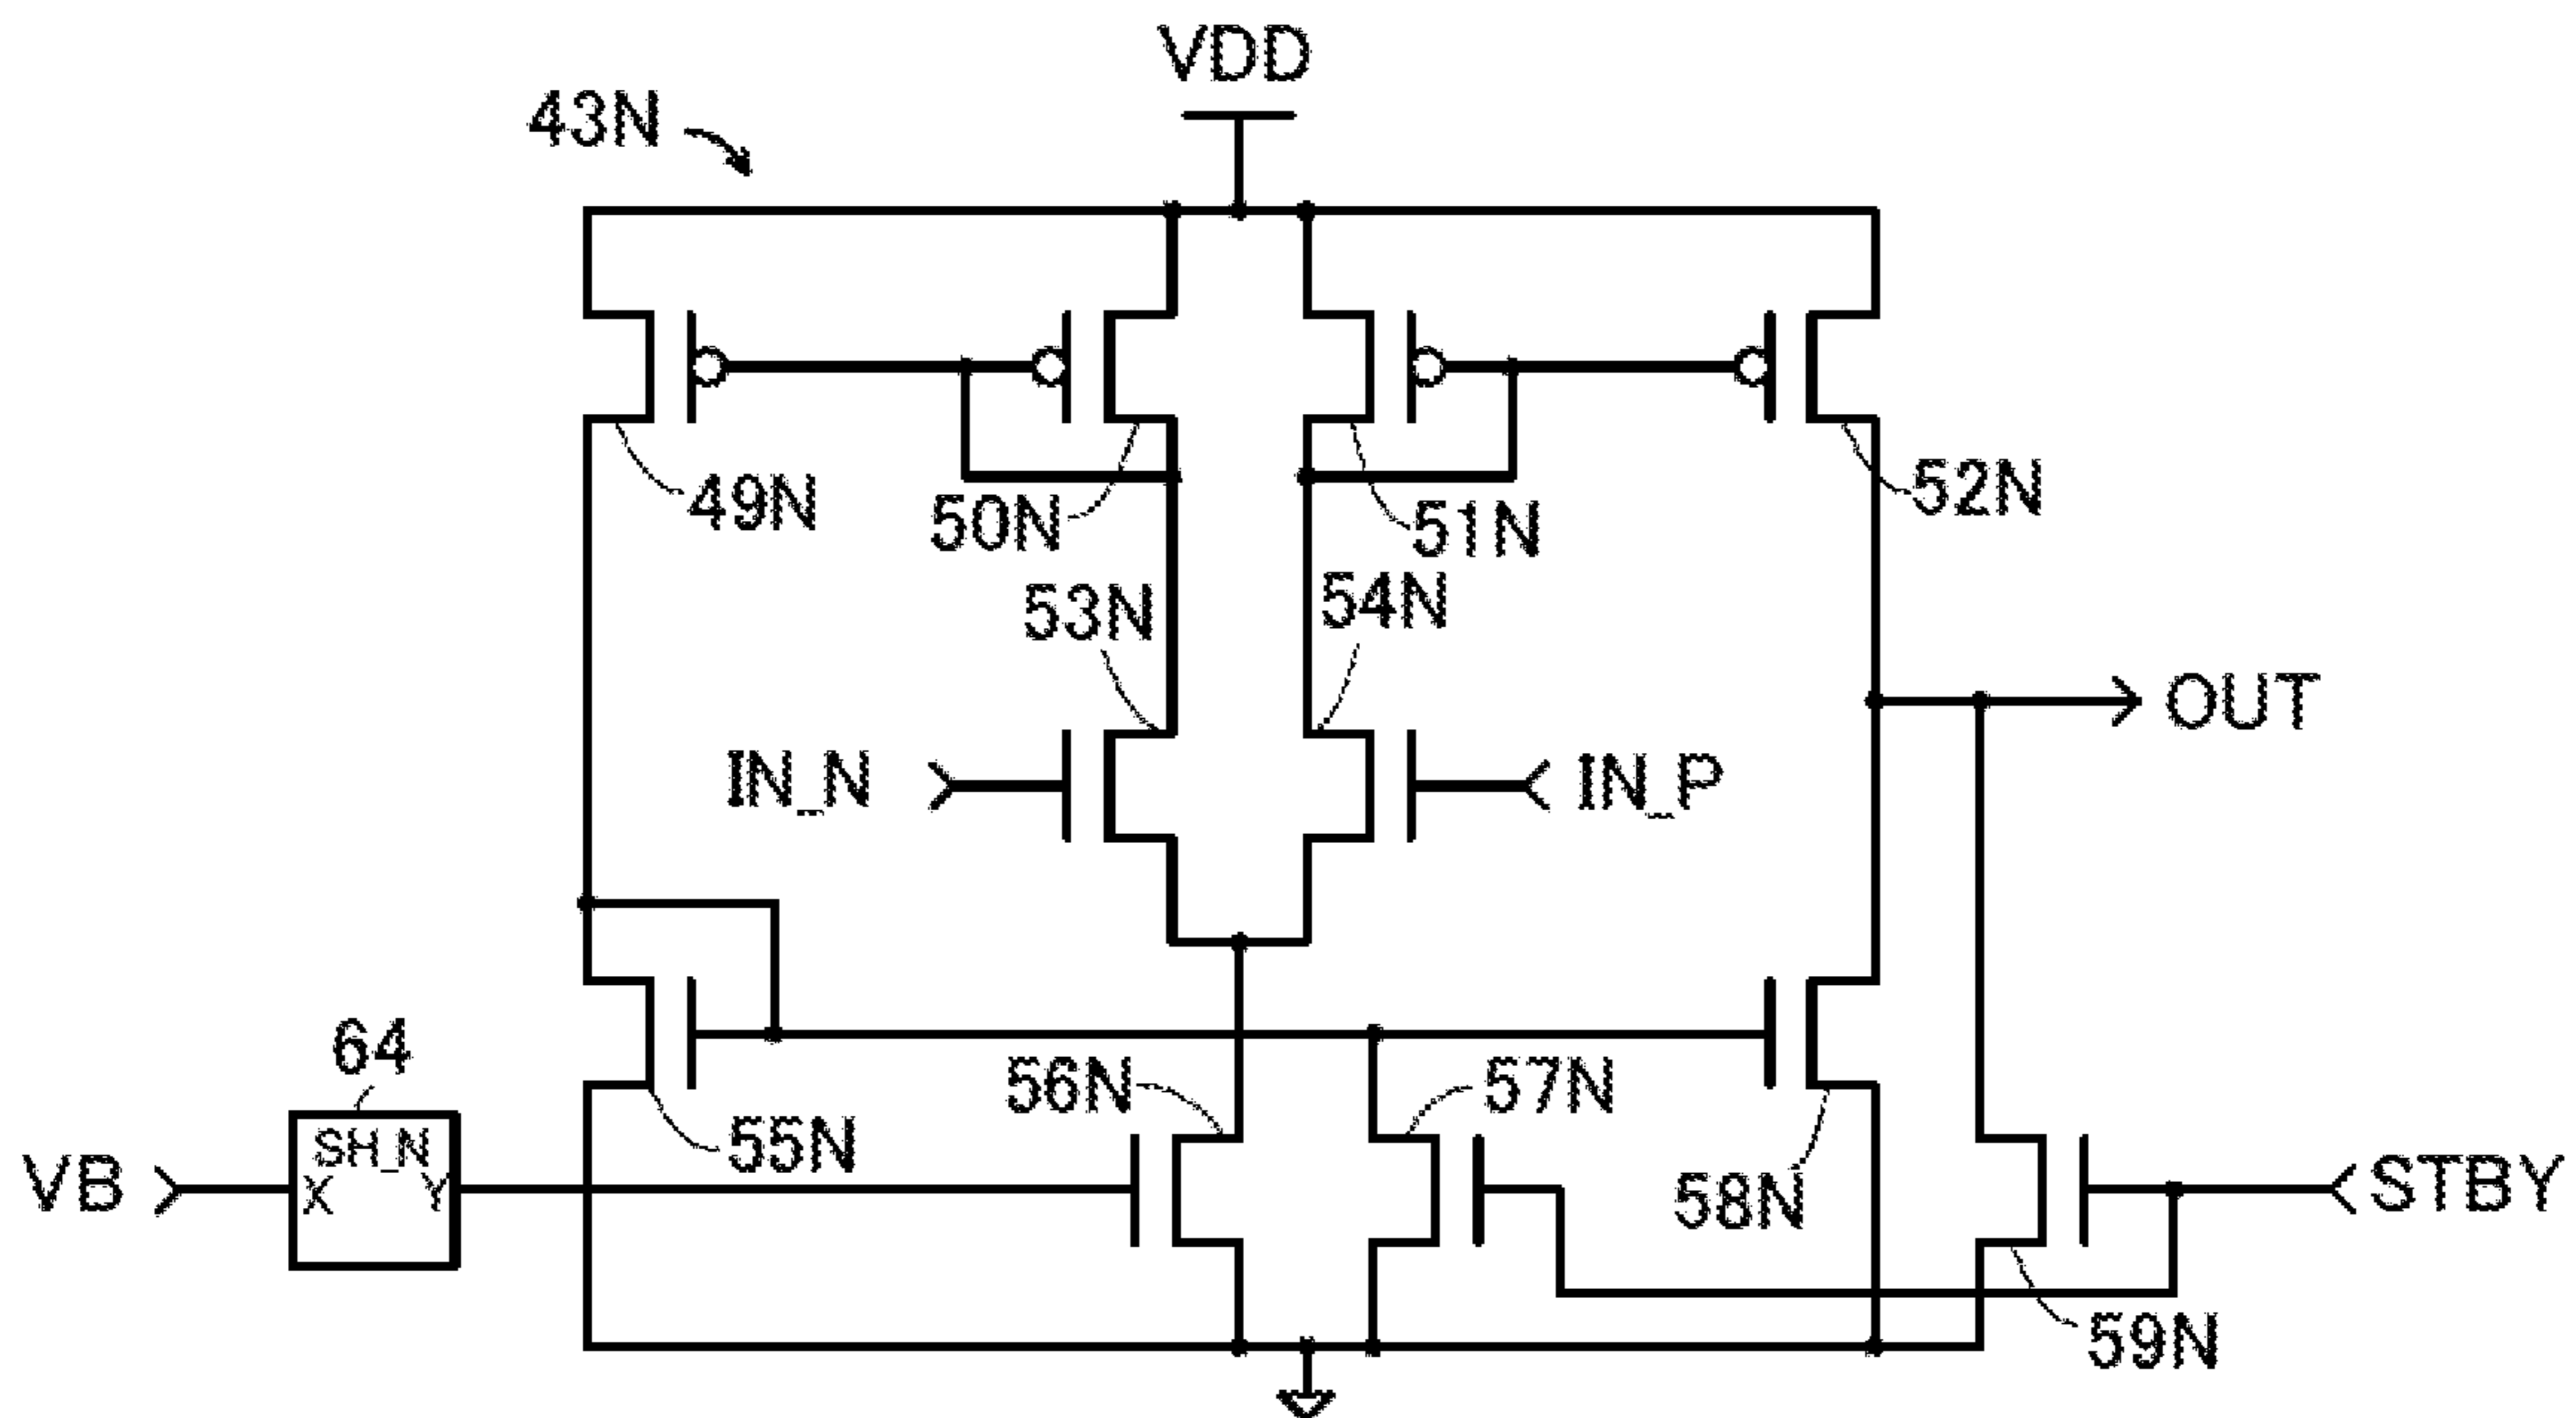 VDD
43N
49N
50N
51N
52N
53N
54N
IN_N
IN_P
OUT
64
SH_N
X Y
VB
55N
56N
57N
58N
STBY
59N